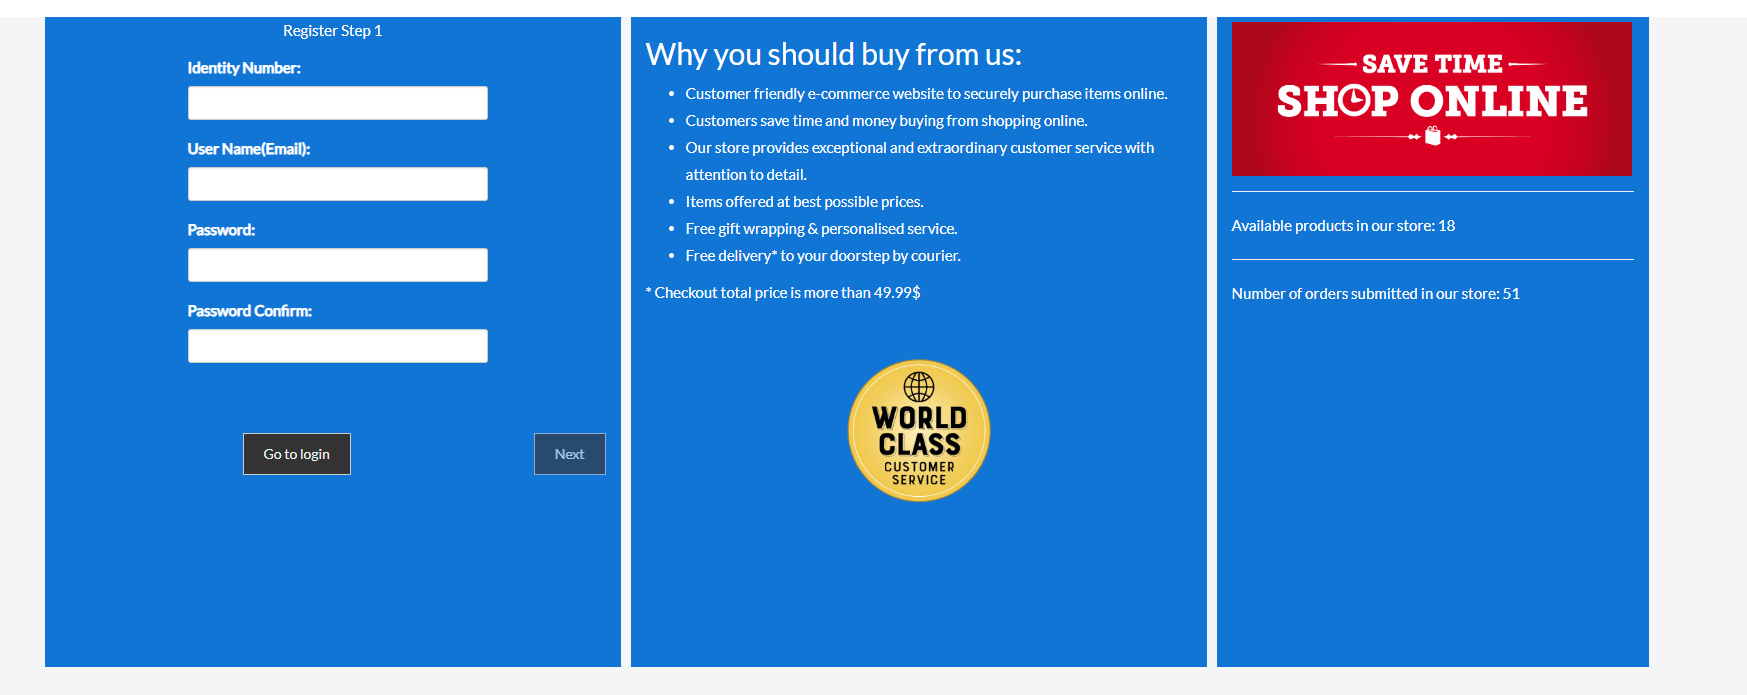 Register Step 1
Identity Number:
User Name(Email):
Password:
Password Confirm:
Go to login
Next
Why you should buy from us:
• Customer friendly e-commerce website to securely purchase items online.
• Customers save time and money buying from shopping online.
• Our store provides exceptional and extraordinary customer service with
attention to detail.
• Items offered at best possible prices.
• Free gift wrapping & personalised service.
• Free delivery* to your doorstep by courier.
* Checkout total price is more than 49.99$
WORLD
CLASS
CUSTOMER
SERVICE
SAVE TIME
SHOP ONLINE
Available products in our store: 18
Number of orders submitted in our store: 51